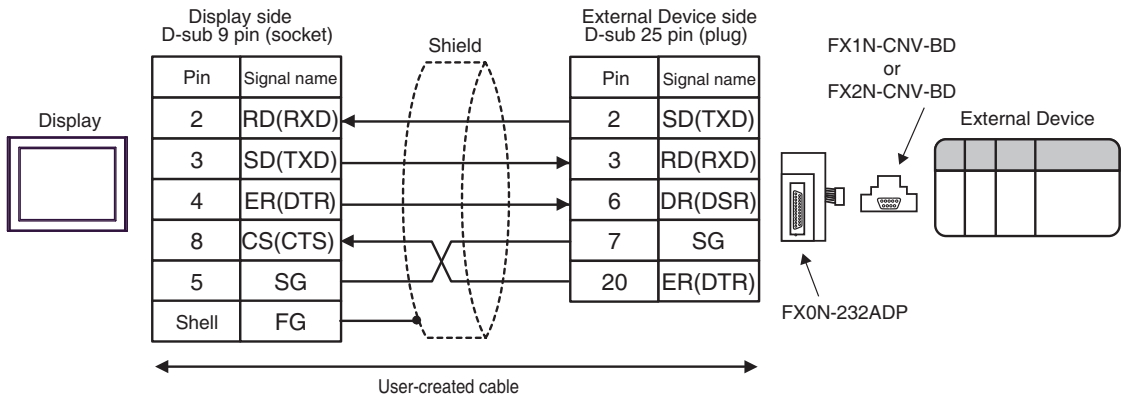 Display side
D-sub 9 pin (socket)
Shield
External Device side
D-sub 25 pin (plug)
FX1N-CNV-BD
or
FX2N-CNV-BD
Display
External Device
Pin Signal name
2 RD(RXD)
3 SD(TXD)
4 ER(DTR)
8 CS(CTS)
5 SG
Shell FG
Pin Signal name
2 SD(TXD)
3 RD(RXD)
6 DR(DSR)
7 SG
20 ER(DTR)
FX0N-232ADP
User-created cable